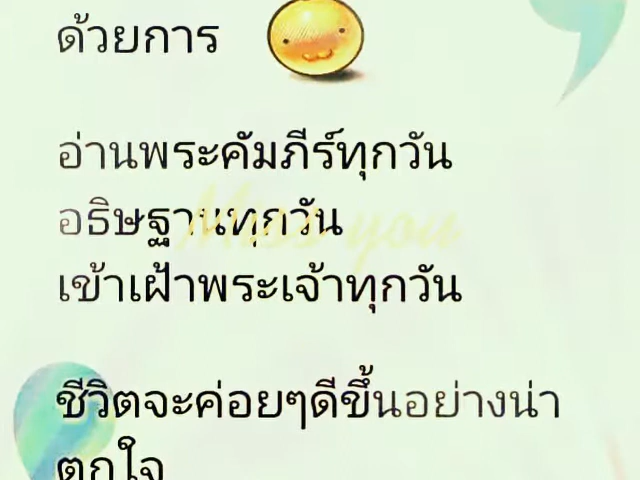 ด้วยการ
อ่านพระคัมภีร์ทุกวัน
อธิษฐานทุกวัน
Miss you
เข้าเฝ้าพระเจ้าทุกวัน
ชีวิตจะค่อยๆดีขึ้นอย่างน่า
ตกใจ